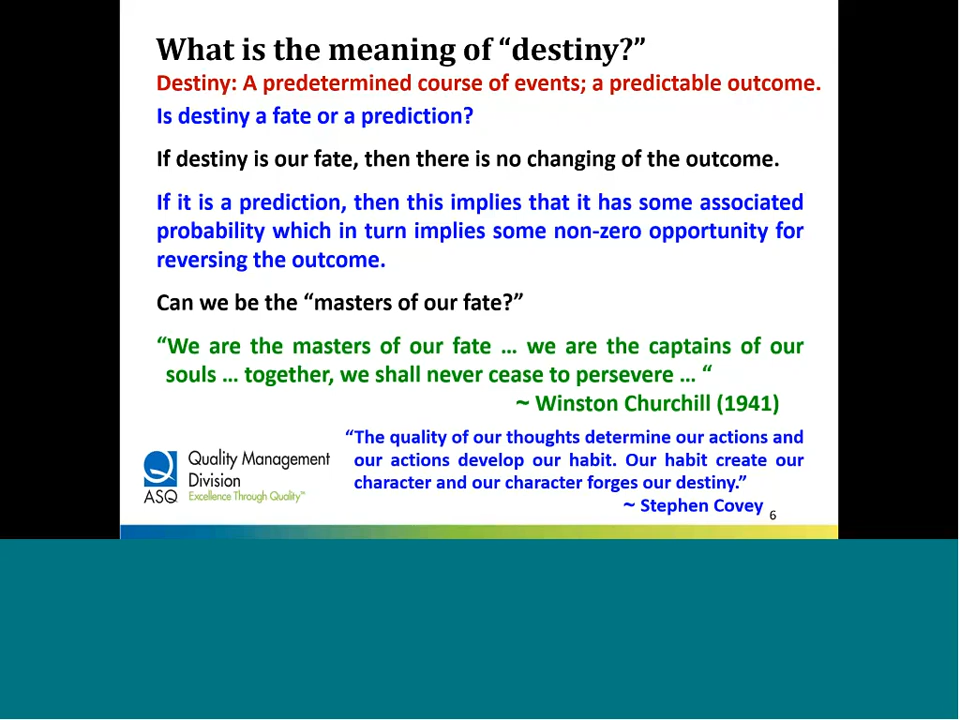 What is the meaning of “destiny?”
Destiny: A predetermined course of events; a predictable outcome.
Is destiny a fate or a prediction?
If destiny is our fate, then there is no changing of the outcome.
If it is a prediction, then this implies that it has some associated
probability which in turn implies some non-zero opportunity for
reversing the outcome.
Can we be the “masters of our fate?”
“We are the masters of our fate … we are the captains of our
souls … together, we shall never cease to persevere … “
~ Winston Churchill (1941)
“The quality of our thoughts determine our actions and
our actions develop our habit. Our habit create our
character and our character forges our destiny.”
~ Stephen Covey
Quality Management
Division
ASQ Excellence Through Quality™
6